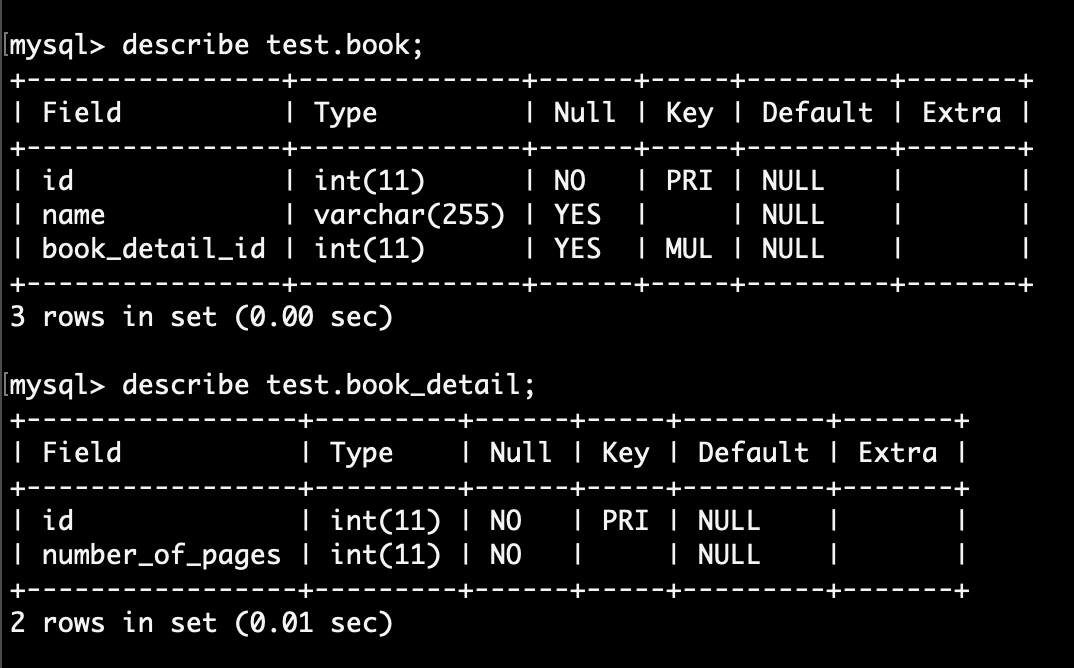 [mysql> describe test.book;
+----------------+--------------+------+-----+---------+-------+
| Field          | Type         | Null | Key | Default | Extra |
+----------------+--------------+------+-----+---------+-------+
| id             | int(11)      | NO   | PRI | NULL    |       |
| name           | varchar(255) | YES  |     | NULL    |       |
| book_detail_id | int(11)      | YES  | MUL | NULL    |       |
+----------------+--------------+------+-----+---------+-------+
3 rows in set (0.00 sec)
[mysql> describe test.book_detail;
+-----------------+---------+------+-----+---------+-------+
| Field           | Type    | Null | Key | Default | Extra |
+-----------------+---------+------+-----+---------+-------+
| id              | int(11) | NO   | PRI | NULL    |       |
| number_of_pages | int(11) | NO   |     | NULL    |       |
+-----------------+---------+------+-----+---------+-------+
2 rows in set (0.01 sec)